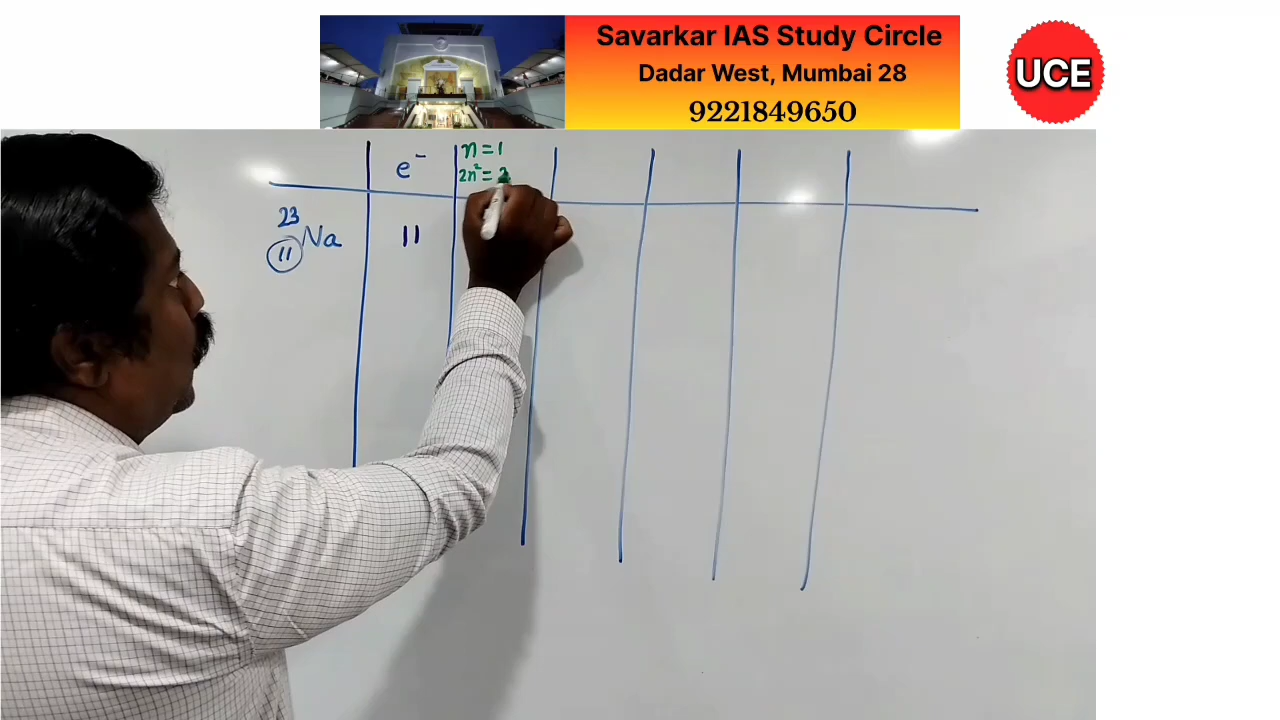 Savarkar IAS Study Circle
Dadar West, Mumbai 28
9221849650
UCE
e⁻
n = 1
2n² = 2
23
11 Na
11